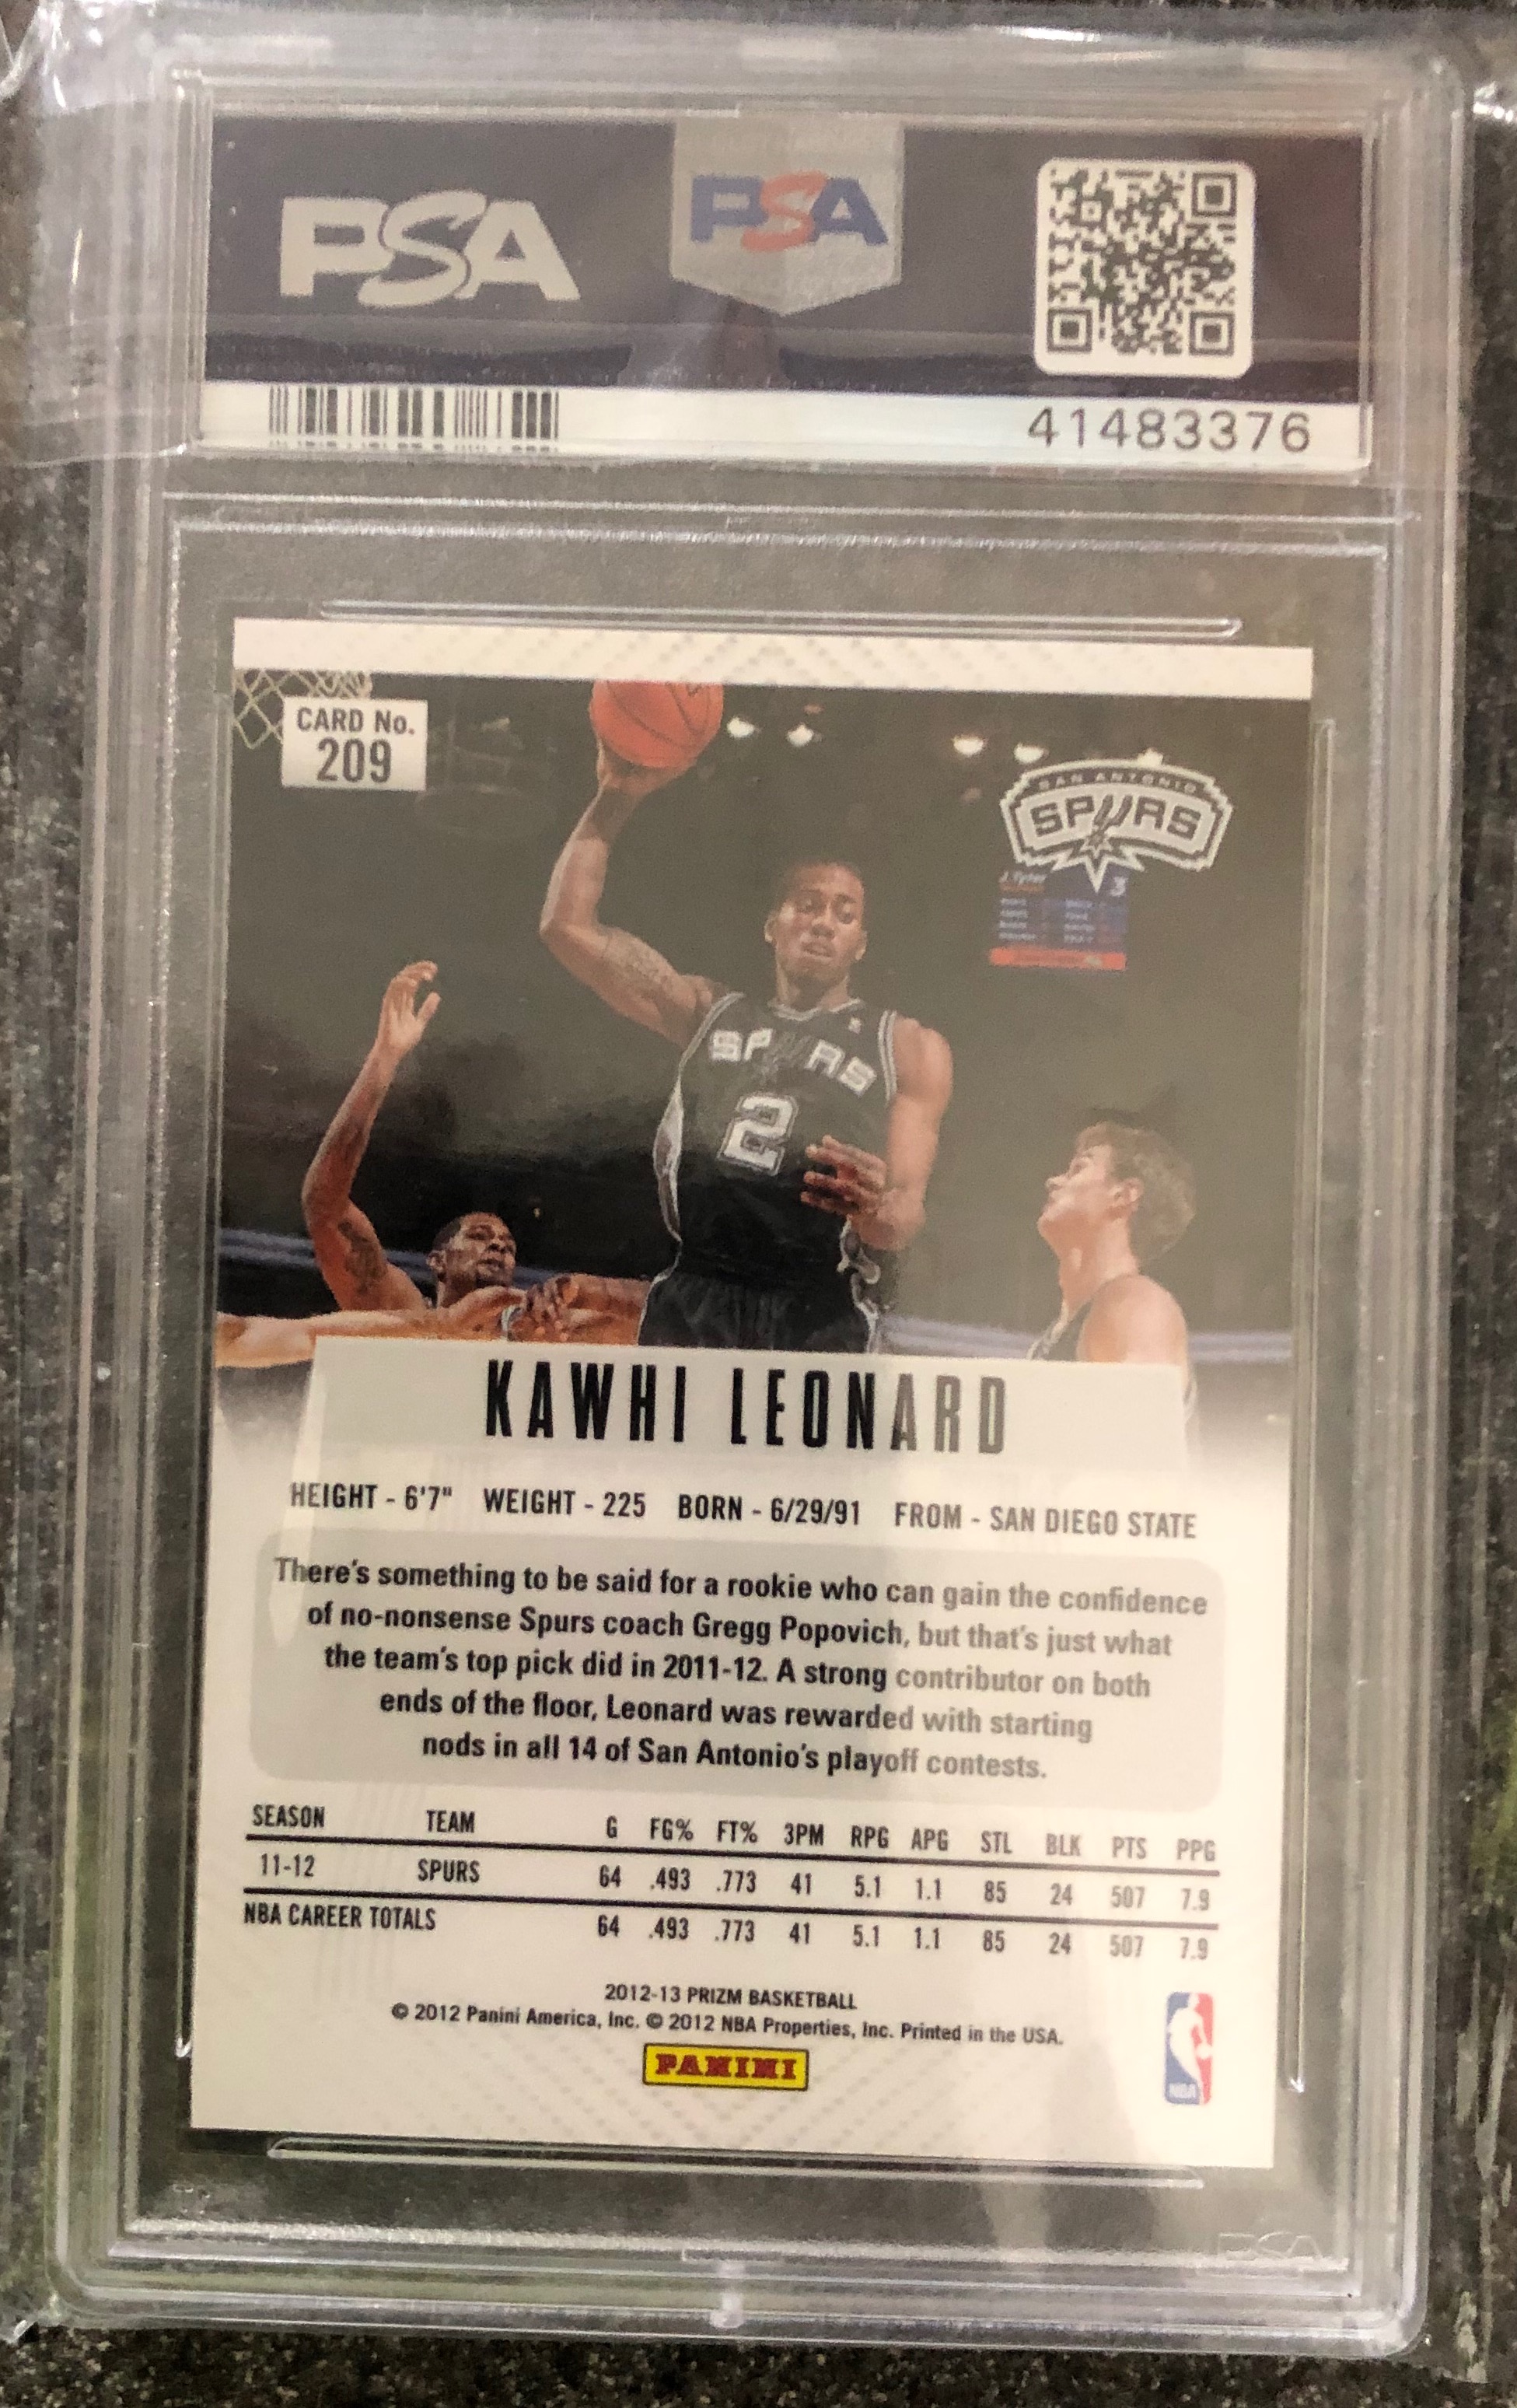 PSA
PSA
41483376
CARD No.
209
SAN ANTONIO
SPURS
J. Tyler
3
SPURS
2
KAWHI LEONARD
HEIGHT - 6'7" WEIGHT - 225 BORN - 6/29/91 FROM - SAN DIEGO STATE
There's something to be said for a rookie who can gain the confidence
of no-nonsense Spurs coach Gregg Popovich, but that's just what
the team's top pick did in 2011-12. A strong contributor on both
ends of the floor, Leonard was rewarded with starting
nods in all 14 of San Antonio's playoff contests.
SEASON TEAM G FG% FT% 3PM RPG APG STL BLK PTS PPG
11-12 SPURS 64 .493 .773 41 5.1 1.1 85 24 507 7.9
NBA CAREER TOTALS 64 .493 .773 41 5.1 1.1 85 24 507 7.9
2012-13 PRIZM BASKETBALL
© 2012 Panini America, Inc. © 2012 NBA Properties, Inc. Printed in the USA.
PANINI
NBA
PSA